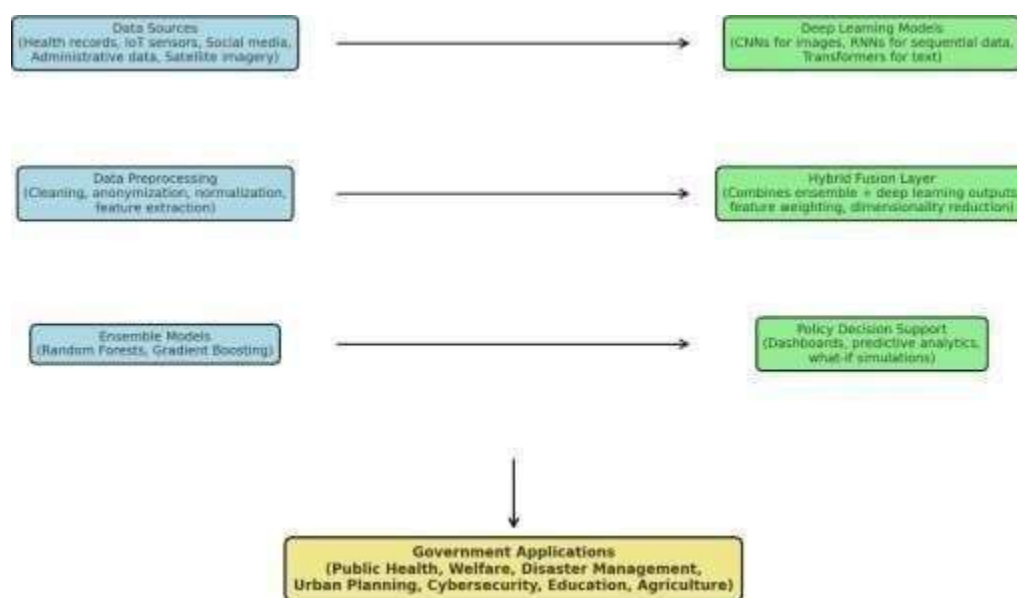 Data Sources
(Health records, IoT sensors, Social media,
Administrative data, Satellite imagery)
Deep Learning Models
(CNNs for images, RNNs for sequential data,
Transformers for text)
Data Preprocessing
(Cleaning, anonymization, normalization,
feature extraction)
Hybrid Fusion Layer
(Combines ensemble + deep learning outputs,
feature weighting, dimensionality reduction)
Ensemble Models
(Random Forests, Gradient Boosting)
Policy Decision Support
(Dashboards, predictive analytics,
what-if simulations)
Government Applications
(Public Health, Welfare, Disaster Management,
Urban Planning, Cybersecurity, Education, Agriculture)